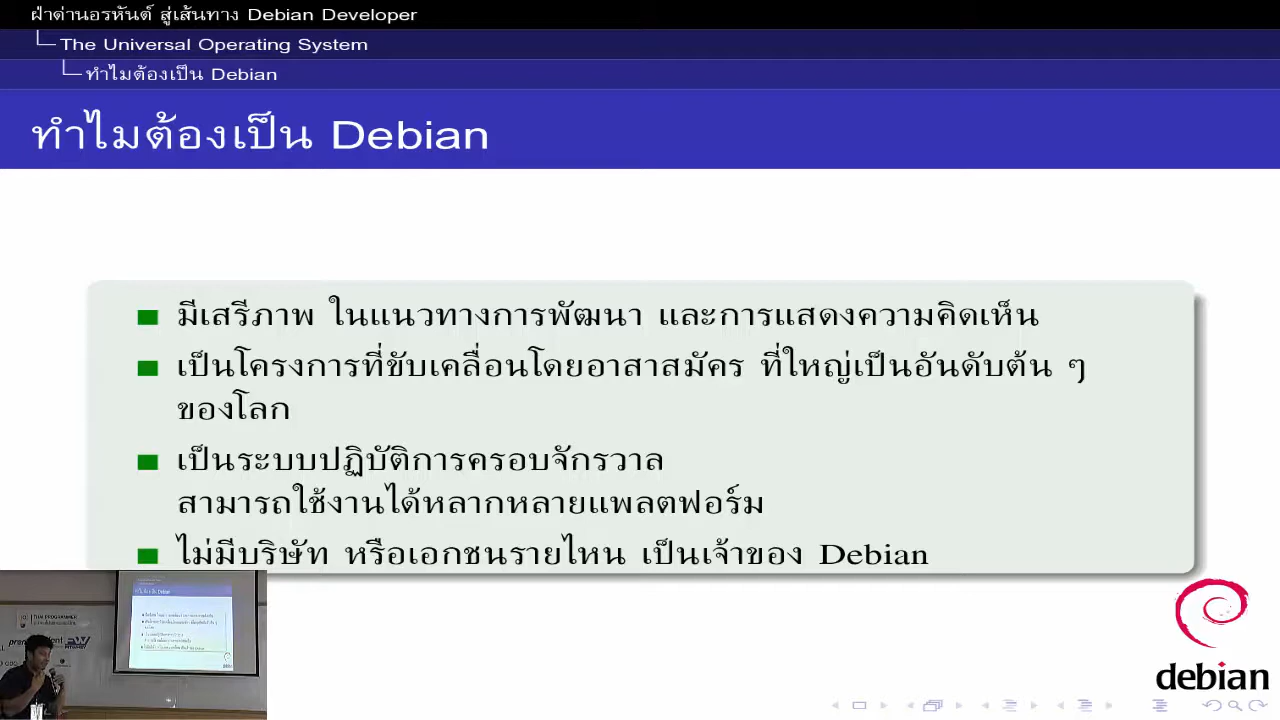 ฝ่าด่านอรหันต์ สู่เส้นทาง Debian Developer
The Universal Operating System
ทำไมต้องเป็น Debian
ทำไมต้องเป็น Debian
มีเสรีภาพ ในแนวทางการพัฒนา และการแสดงความคิดเห็น
เป็นโครงการที่ขับเคลื่อนโดยอาสาสมัคร ที่ใหญ่เป็นอันดับต้น ๆ
ของโลก
เป็นระบบปฏิบัติการครอบจักรวาล
สามารถใช้งานได้หลากหลายแพลตฟอร์ม
ไม่มีบริษัท หรือเอกชนรายไหน เป็นเจ้าของ Debian
THAI PROGRAMMER
debian